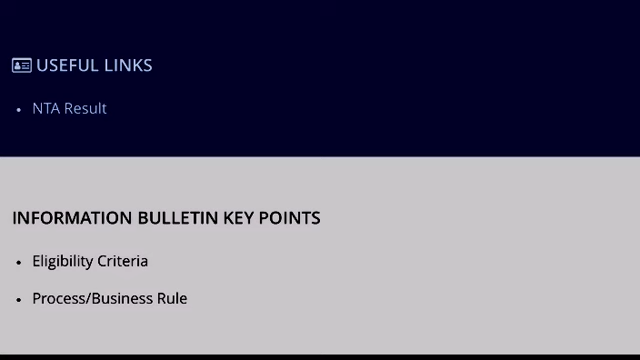 USEFUL LINKS
NTA Result
INFORMATION BULLETIN KEY POINTS
Eligibility Criteria
Process/Business Rule